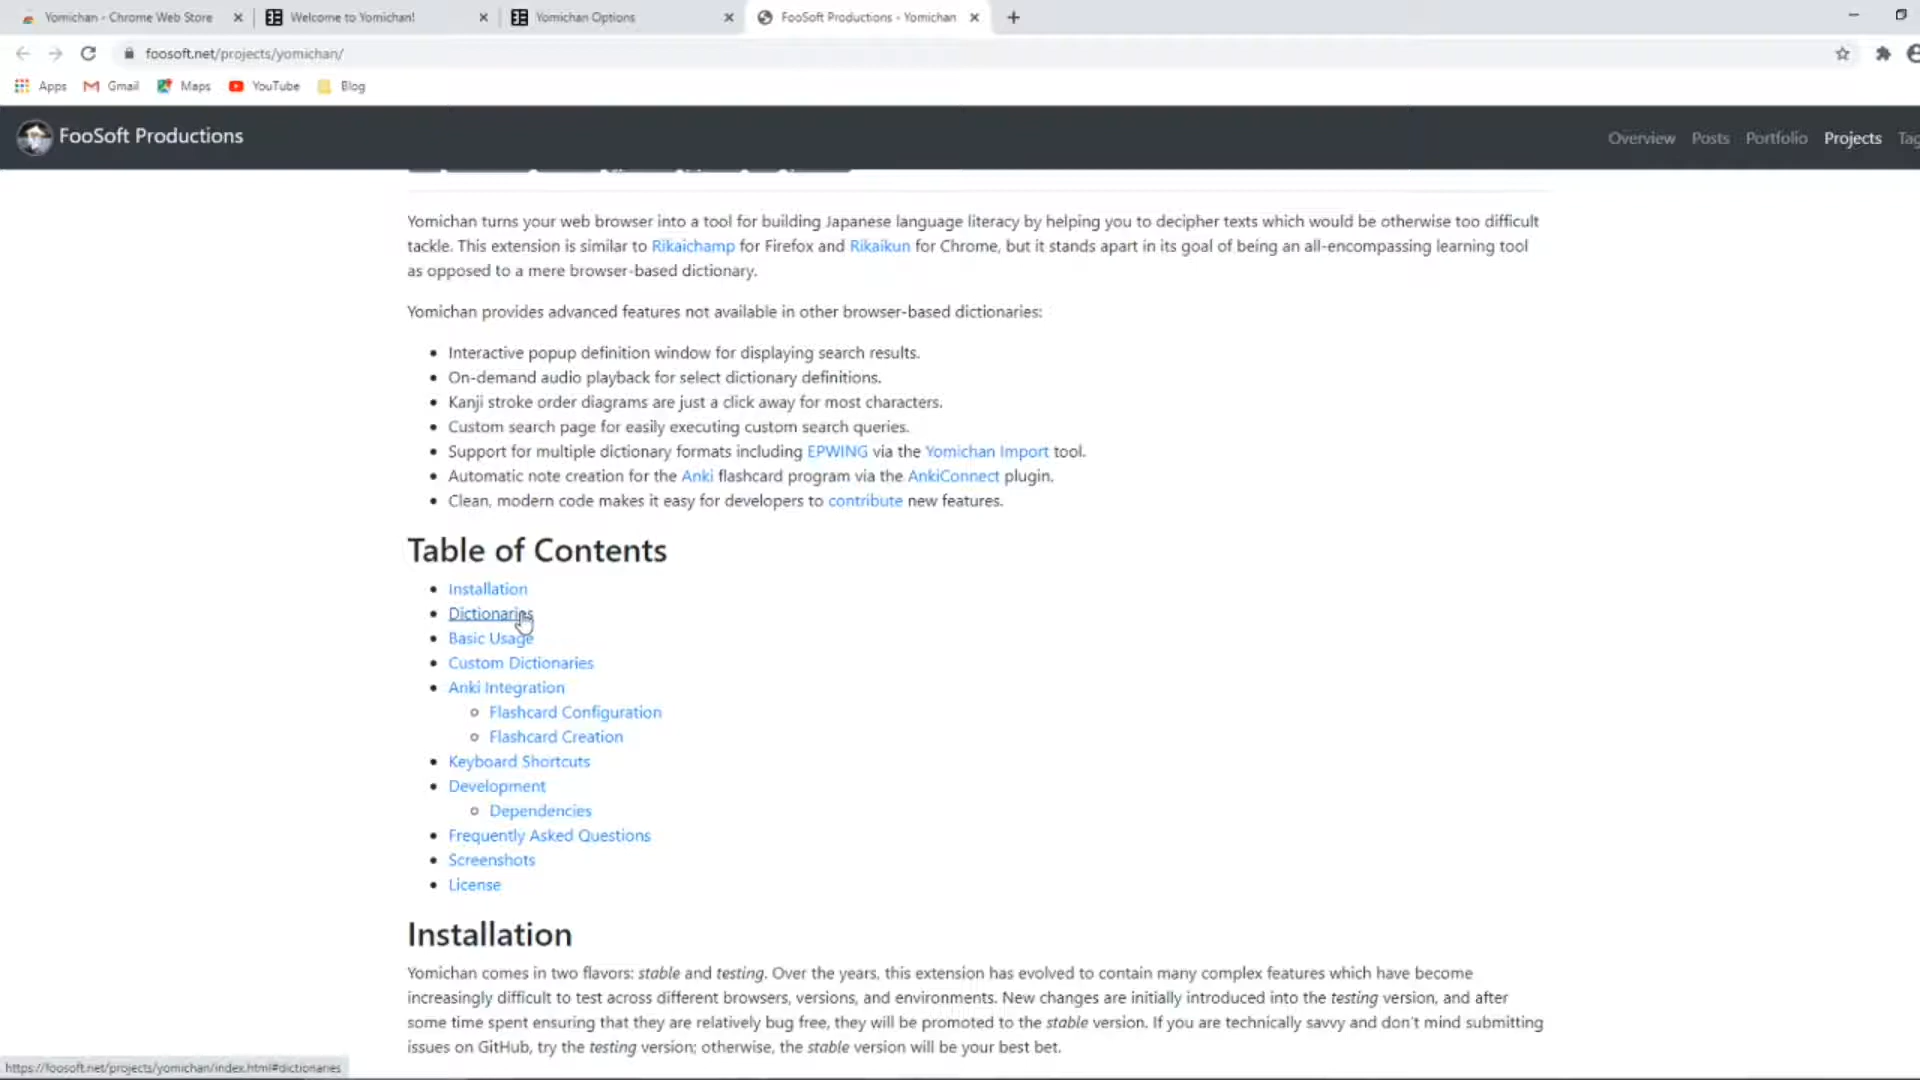 Yomichan - Chrome Web Store
Welcome to Yomichan!
Yomichan Options
FooSoft Productions - Yomichan
foosoft.net/projects/yomichan/
Apps
Gmail
Maps
YouTube
Blog
FooSoft Productions
Overview
Posts
Portfolio
Projects
Tag
Yomichan turns your web browser into a tool for building Japanese language literacy by helping you to decipher texts which would be otherwise too difficult
tackle. This extension is similar to Rikaichamp for Firefox and Rikaikun for Chrome, but it stands apart in its goal of being an all-encompassing learning tool
as opposed to a mere browser-based dictionary.
Yomichan provides advanced features not available in other browser-based dictionaries:
Interactive popup definition window for displaying search results.
On-demand audio playback for select dictionary definitions.
Kanji stroke order diagrams are just a click away for most characters.
Custom search page for easily executing custom search queries.
Support for multiple dictionary formats including EPWING via the Yomichan Import tool.
Automatic note creation for the Anki flashcard program via the AnkiConnect plugin.
Clean, modern code makes it easy for developers to contribute new features.
Table of Contents
Installation
Dictionaries
Basic Usage
Custom Dictionaries
Anki Integration
Flashcard Configuration
Flashcard Creation
Keyboard Shortcuts
Development
Dependencies
Frequently Asked Questions
Screenshots
License
Installation
Yomichan comes in two flavors: stable and testing. Over the years, this extension has evolved to contain many complex features which have become
increasingly difficult to test across different browsers, versions, and environments. New changes are initially introduced into the testing version, and after
some time spent ensuring that they are relatively bug free, they will be promoted to the stable version. If you are technically savvy and don't mind submitting
issues on GitHub, try the testing version; otherwise, the stable version will be your best bet.
https://foosoft.net/projects/yomichan/index.html#dictionaries